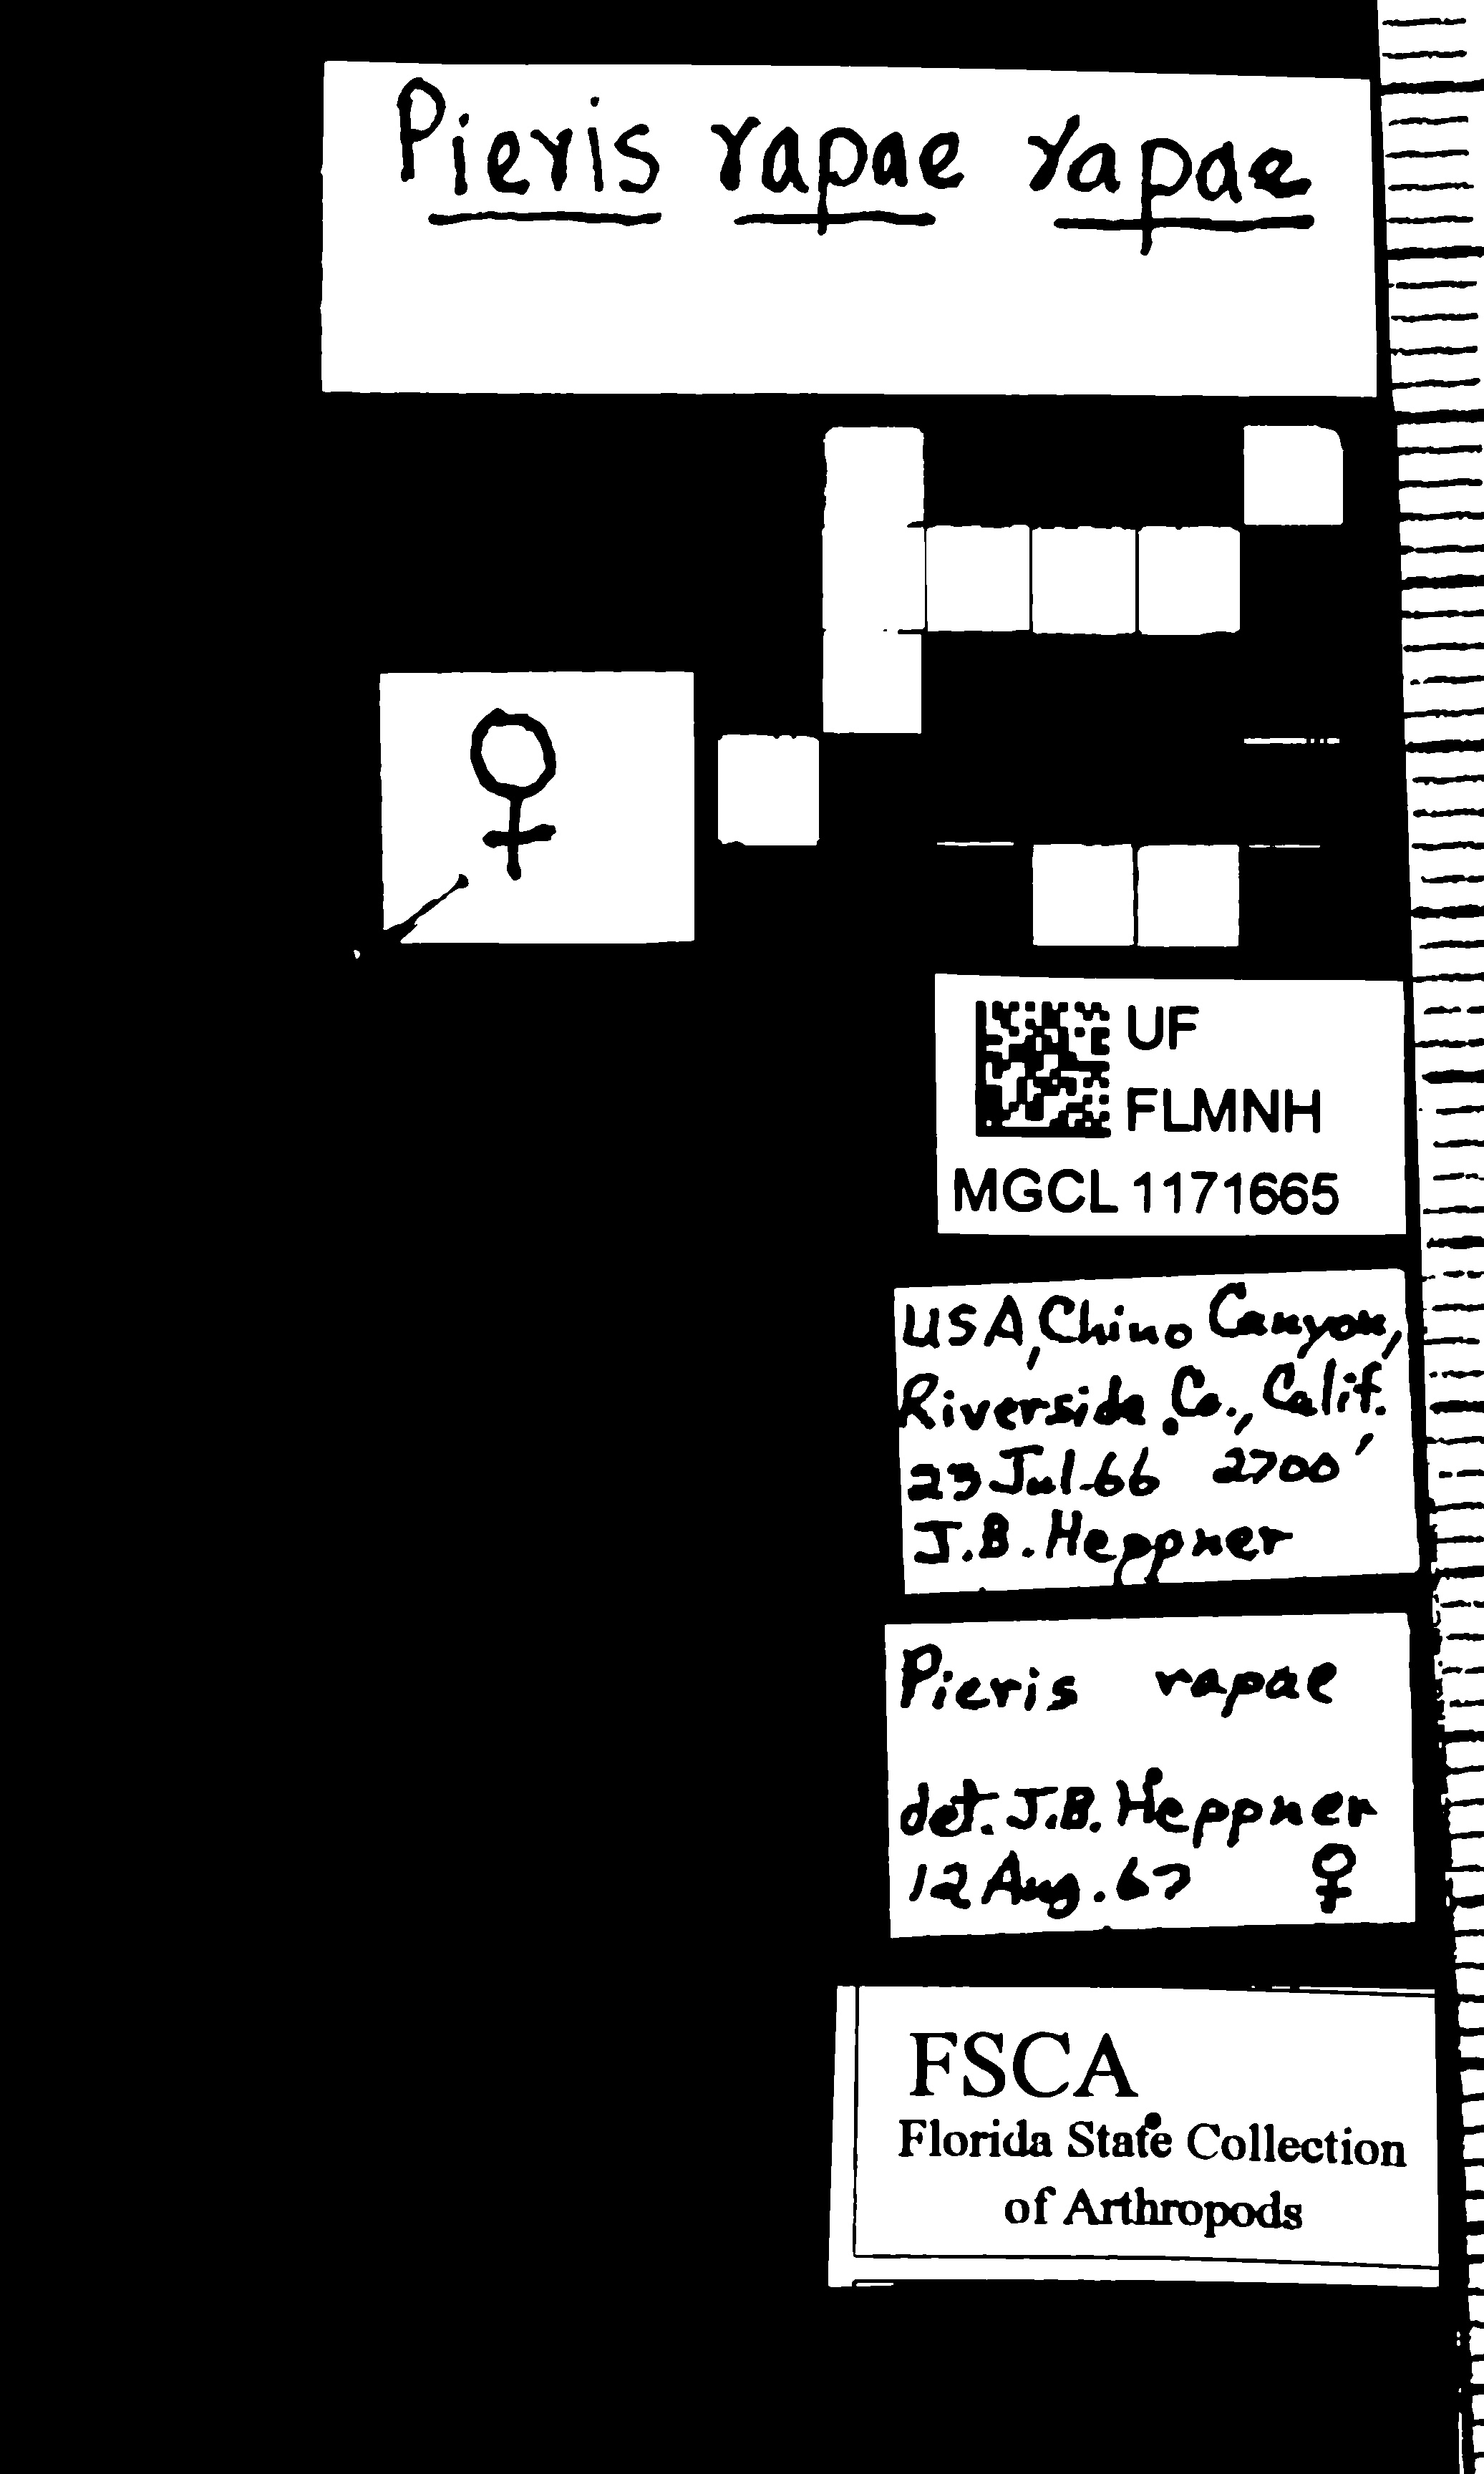 Pieris rapae rapae
♀
UF
FLMNH
MGCL 1171665
USA, Chino Canyon,
Riverside Co., Calif.
23 Jul. 66 2700'
J.B. Heppner
Pieris rapae
det. J.B. Heppner
12 Aug. 67 ♀
FSCA
Florida State Collection
of Arthropods